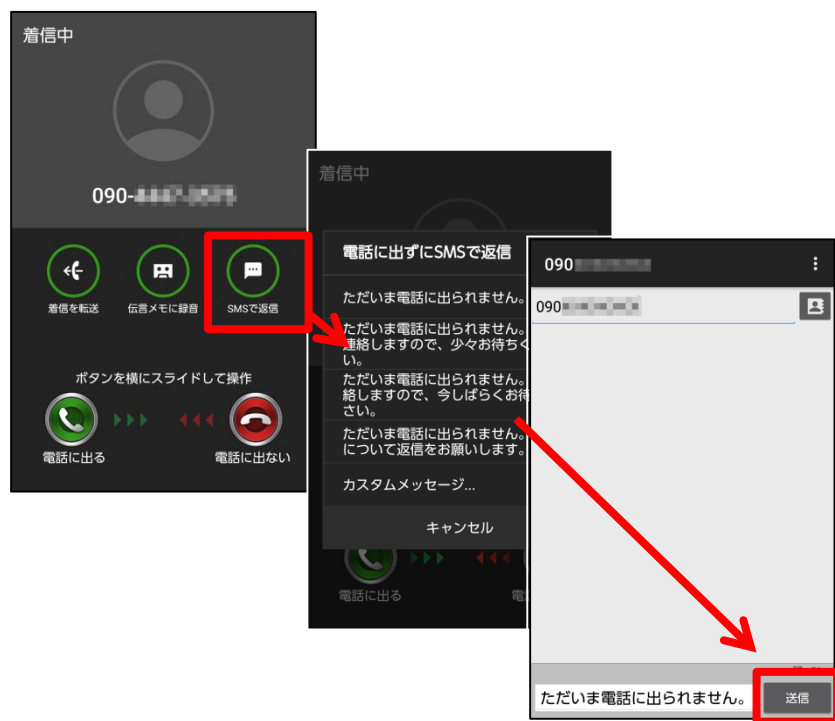 着信中
090-
着信を転送
伝言メモに録音
SMSで返信
ボタンを横にスライドして操作
電話に出る
電話に出ない
着信中
電話に出ずにSMSで返信
ただいま電話に出られません。
ただいま電話に出られません。
連絡しますので、少々お待ちく
い。
ただいま電話に出られません。
絡しますので、今しばらくお待
さい。
ただいま電話に出られません。
について返信をお願いします。
カスタムメッセージ...
キャンセル
電話に出る
090
090
ただいま電話に出られません。
送信